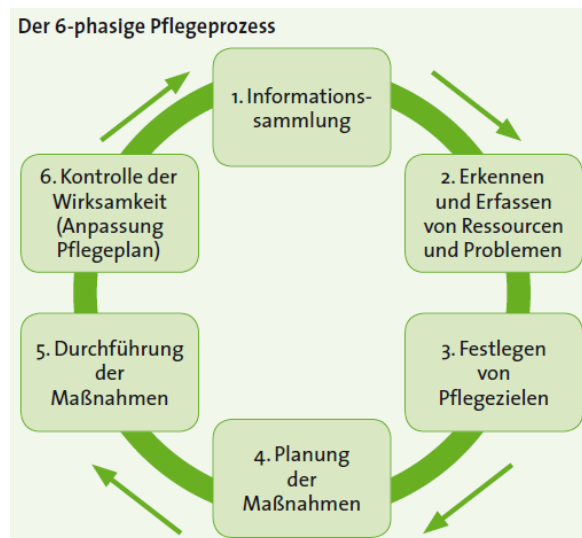 Der 6-phasige Pflegeprozess
1. Informations-
sammlung
2. Erkennen
und Erfassen
von Ressourcen
und Problemen
3. Festlegen
von
Pflegezielen
4. Planung
der
Maßnahmen
5. Durchführung
der
Maßnahmen
6. Kontrolle der
Wirksamkeit
(Anpassung
Pflegeplan)